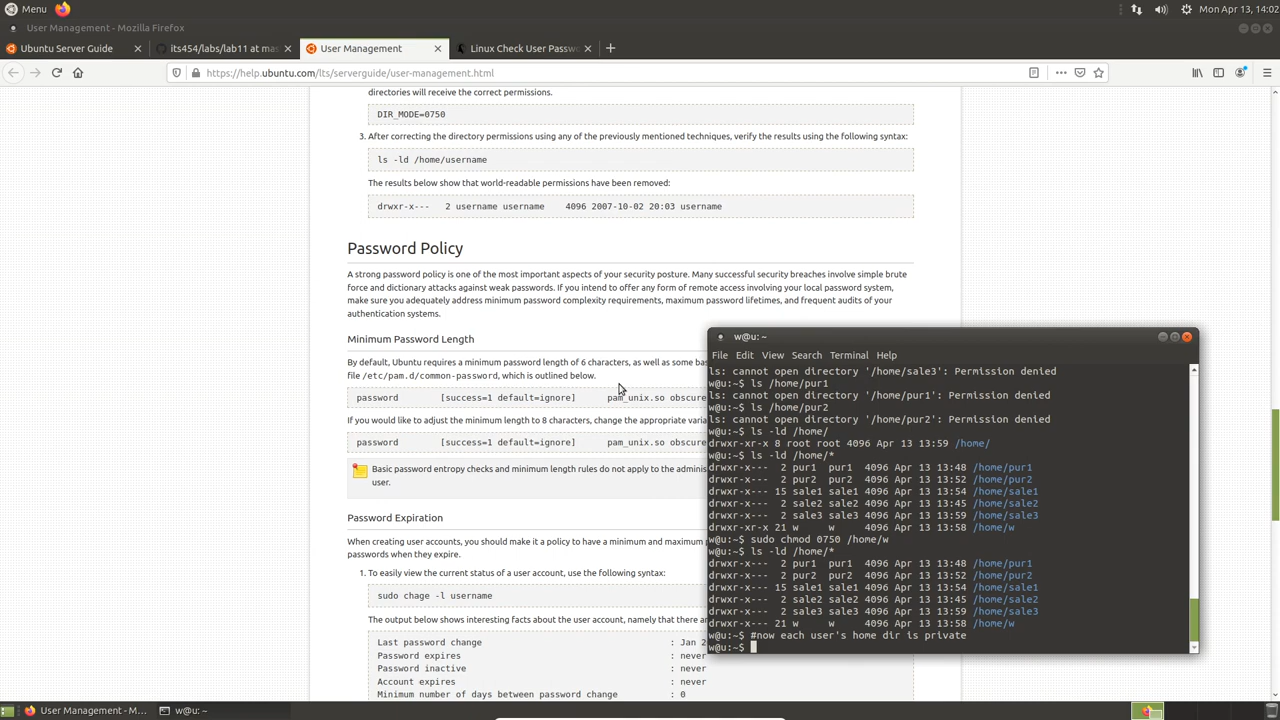 Menu
Mon Apr 13, 14:02
User Management - Mozilla Firefox
Ubuntu Server Guide
its454/labs/lab11 at mas
User Management
Linux Check User Passwo
https://help.ubuntu.com/lts/serverguide/user-management.html
directories will receive the correct permissions.
DIR_MODE=0750
3. After correcting the directory permissions using any of the previously mentioned techniques, verify the results using the following syntax:
ls -ld /home/username
The results below show that world-readable permissions have been removed:
drwxr-x---   2 username username    4096 2007-10-02 20:03 username
Password Policy
A strong password policy is one of the most important aspects of your security posture. Many successful security breaches involve simple brute
force and dictionary attacks against weak passwords. If you intend to offer any form of remote access involving your local password system,
make sure you adequately address minimum password complexity requirements, maximum password lifetimes, and frequent audits of your
authentication systems.
Minimum Password Length
By default, Ubuntu requires a minimum password length of 6 characters, as well as some bas
file /etc/pam.d/common-password, which is outlined below.
password        [success=1 default=ignore]      pam_unix.so obscure
If you would like to adjust the minimum length to 8 characters, change the appropriate varia
password        [success=1 default=ignore]      pam_unix.so obscure
Basic password entropy checks and minimum length rules do not apply to the adminis
user.
Password Expiration
When creating user accounts, you should make it a policy to have a minimum and maximum p
passwords when they expire.
1. To easily view the current status of a user account, use the following syntax:
sudo chage -l username
The output below shows interesting facts about the user account, namely that there ar
Last password change                                    : Jan 2
Password expires                                        : never
Password inactive                                       : never
Account expires                                         : never
Minimum number of days between password change          : 0
w@u: ~
File Edit View Search Terminal Help
ls: cannot open directory '/home/sale3': Permission denied
w@u:~$ ls /home/pur1
ls: cannot open directory '/home/pur1': Permission denied
w@u:~$ ls /home/pur2
ls: cannot open directory '/home/pur2': Permission denied
w@u:~$ ls -ld /home/
drwxr-xr-x 8 root root 4096 Apr 13 13:59 /home/
w@u:~$ ls -ld /home/*
drwxr-x---  2 pur1  pur1  4096 Apr 13 13:48 /home/pur1
drwxr-x---  2 pur2  pur2  4096 Apr 13 13:52 /home/pur2
drwxr-x--- 15 sale1 sale1 4096 Apr 13 13:54 /home/sale1
drwxr-x---  2 sale2 sale2 4096 Apr 13 13:45 /home/sale2
drwxr-x---  2 sale3 sale3 4096 Apr 13 13:59 /home/sale3
drwxr-xr-x 21 w     w     4096 Apr 13 13:58 /home/w
w@u:~$ sudo chmod 0750 /home/w
w@u:~$ ls -ld /home/*
drwxr-x---  2 pur1  pur1  4096 Apr 13 13:48 /home/pur1
drwxr-x---  2 pur2  pur2  4096 Apr 13 13:52 /home/pur2
drwxr-x--- 15 sale1 sale1 4096 Apr 13 13:54 /home/sale1
drwxr-x---  2 sale2 sale2 4096 Apr 13 13:45 /home/sale2
drwxr-x---  2 sale3 sale3 4096 Apr 13 13:59 /home/sale3
drwxr-x--- 21 w     w     4096 Apr 13 13:58 /home/w
w@u:~$ #now each user's home dir is private
w@u:~$
User Management - M...
w@u: ~